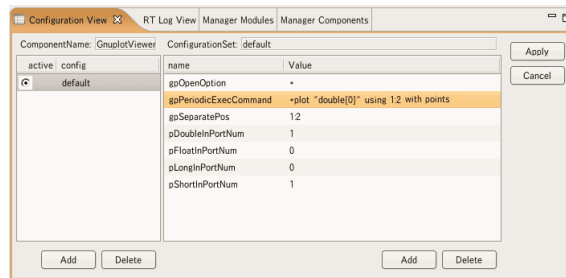 Configuration View RT Log View Manager Modules Manager Components
ComponentName: GnuplotViewer ConfigurationSet: default
Apply
active config name Value
Cancel
default gpOpenOption *
gpPeriodicExecCommand *plot "double[0]" using 1:2 with points
gpSeparatePos 1:2
pDoubleInPortNum 1
pFloatInPortNum 0
pLongInPortNum 0
pShortInPortNum 1
Add Delete Add Delete